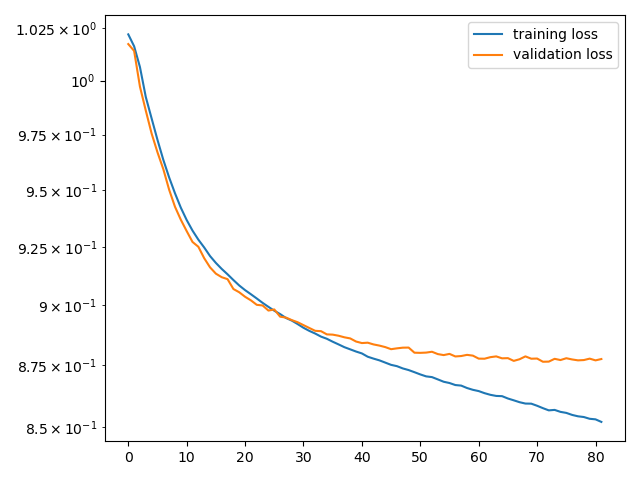 training loss
validation loss
1.025 × 10⁰
10⁰
9.75 × 10⁻¹
9.5 × 10⁻¹
9.25 × 10⁻¹
9 × 10⁻¹
8.75 × 10⁻¹
8.5 × 10⁻¹
0 10 20 30 40 50 60 70 80